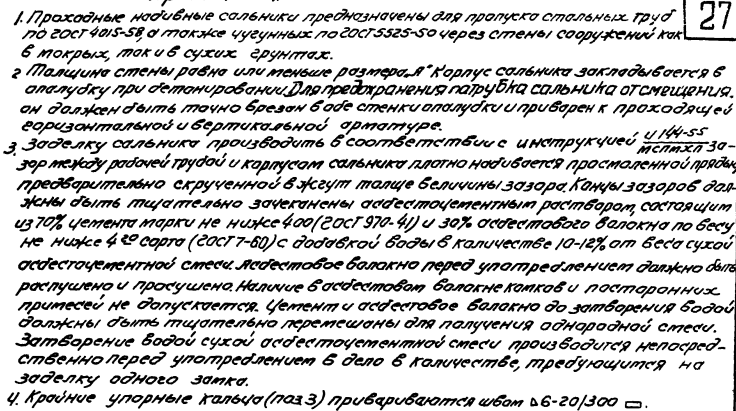 27
1. Проходные набивные сальники предназначены для пропуска стальных труб
по ГОСТ 4015-58, а также чугунных по ГОСТ 5525-50 через стены сооружений как
в мокрых, так и в сухих грунтах.
2 Толщина стены равна или меньше размера „А" Корпус сальника закладывается в
опалубку при бетонировании. Для предохранения патрубка сальника от смещения,
он должен быть точно врезан в обе стенки опалубки и приварен к проходящей
горизонтальной и вертикальной арматуре.
3. Заделку сальника производить в соответствии с инструкцией И 144-55 / МСПМХП За-
зор между рабочей трубой и корпусом сальника плотно набивается просмоленной прядью,
предварительно скрученной в жгут толще величины зазора. Концы зазоров дол-
жны быть тщательно зачеканены асбестоцементным раствором, состоящим
из 70% цемента марки не ниже 400 (ГОСТ 970-41) и 30% асбестового волокна по весу
не ниже 4го сорта (ГОСТ 7-60) с добавкой воды в количестве 10-12% от веса сухой
асбестоцементной смеси. Асбестовое волокно перед употреблением должно быть
распушено и просушено. Наличие в асбестовом волокне комков и посторонних
примесей не допускается. Цемент и асбестовое волокно до затворения водой
должны быть тщательно перемешаны для получения однородной смеси.
Затворение водой сухой асбестоцементной смеси производится непосред-
ственно перед употреблением в дело в количестве, требующимся на
заделку одного замка.
4. Крайние упорные кольца (поз 3) привариваются швом ⊿6-20/300 ▭.